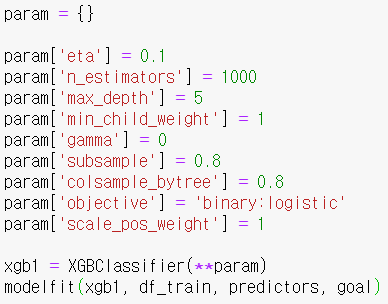 param = {}
param['eta'] = 0.1
param['n_estimators'] = 1000
param['max_depth'] = 5
param['min_child_weight'] = 1
param['gamma'] = 0
param['subsample'] = 0.8
param['colsample_bytree'] = 0.8
param['objective'] = 'binary:logistic'
param['scale_pos_weight'] = 1
xgb1 = XGBClassifier(**param)
modelfit(xgb1, df_train, predictors, goal)